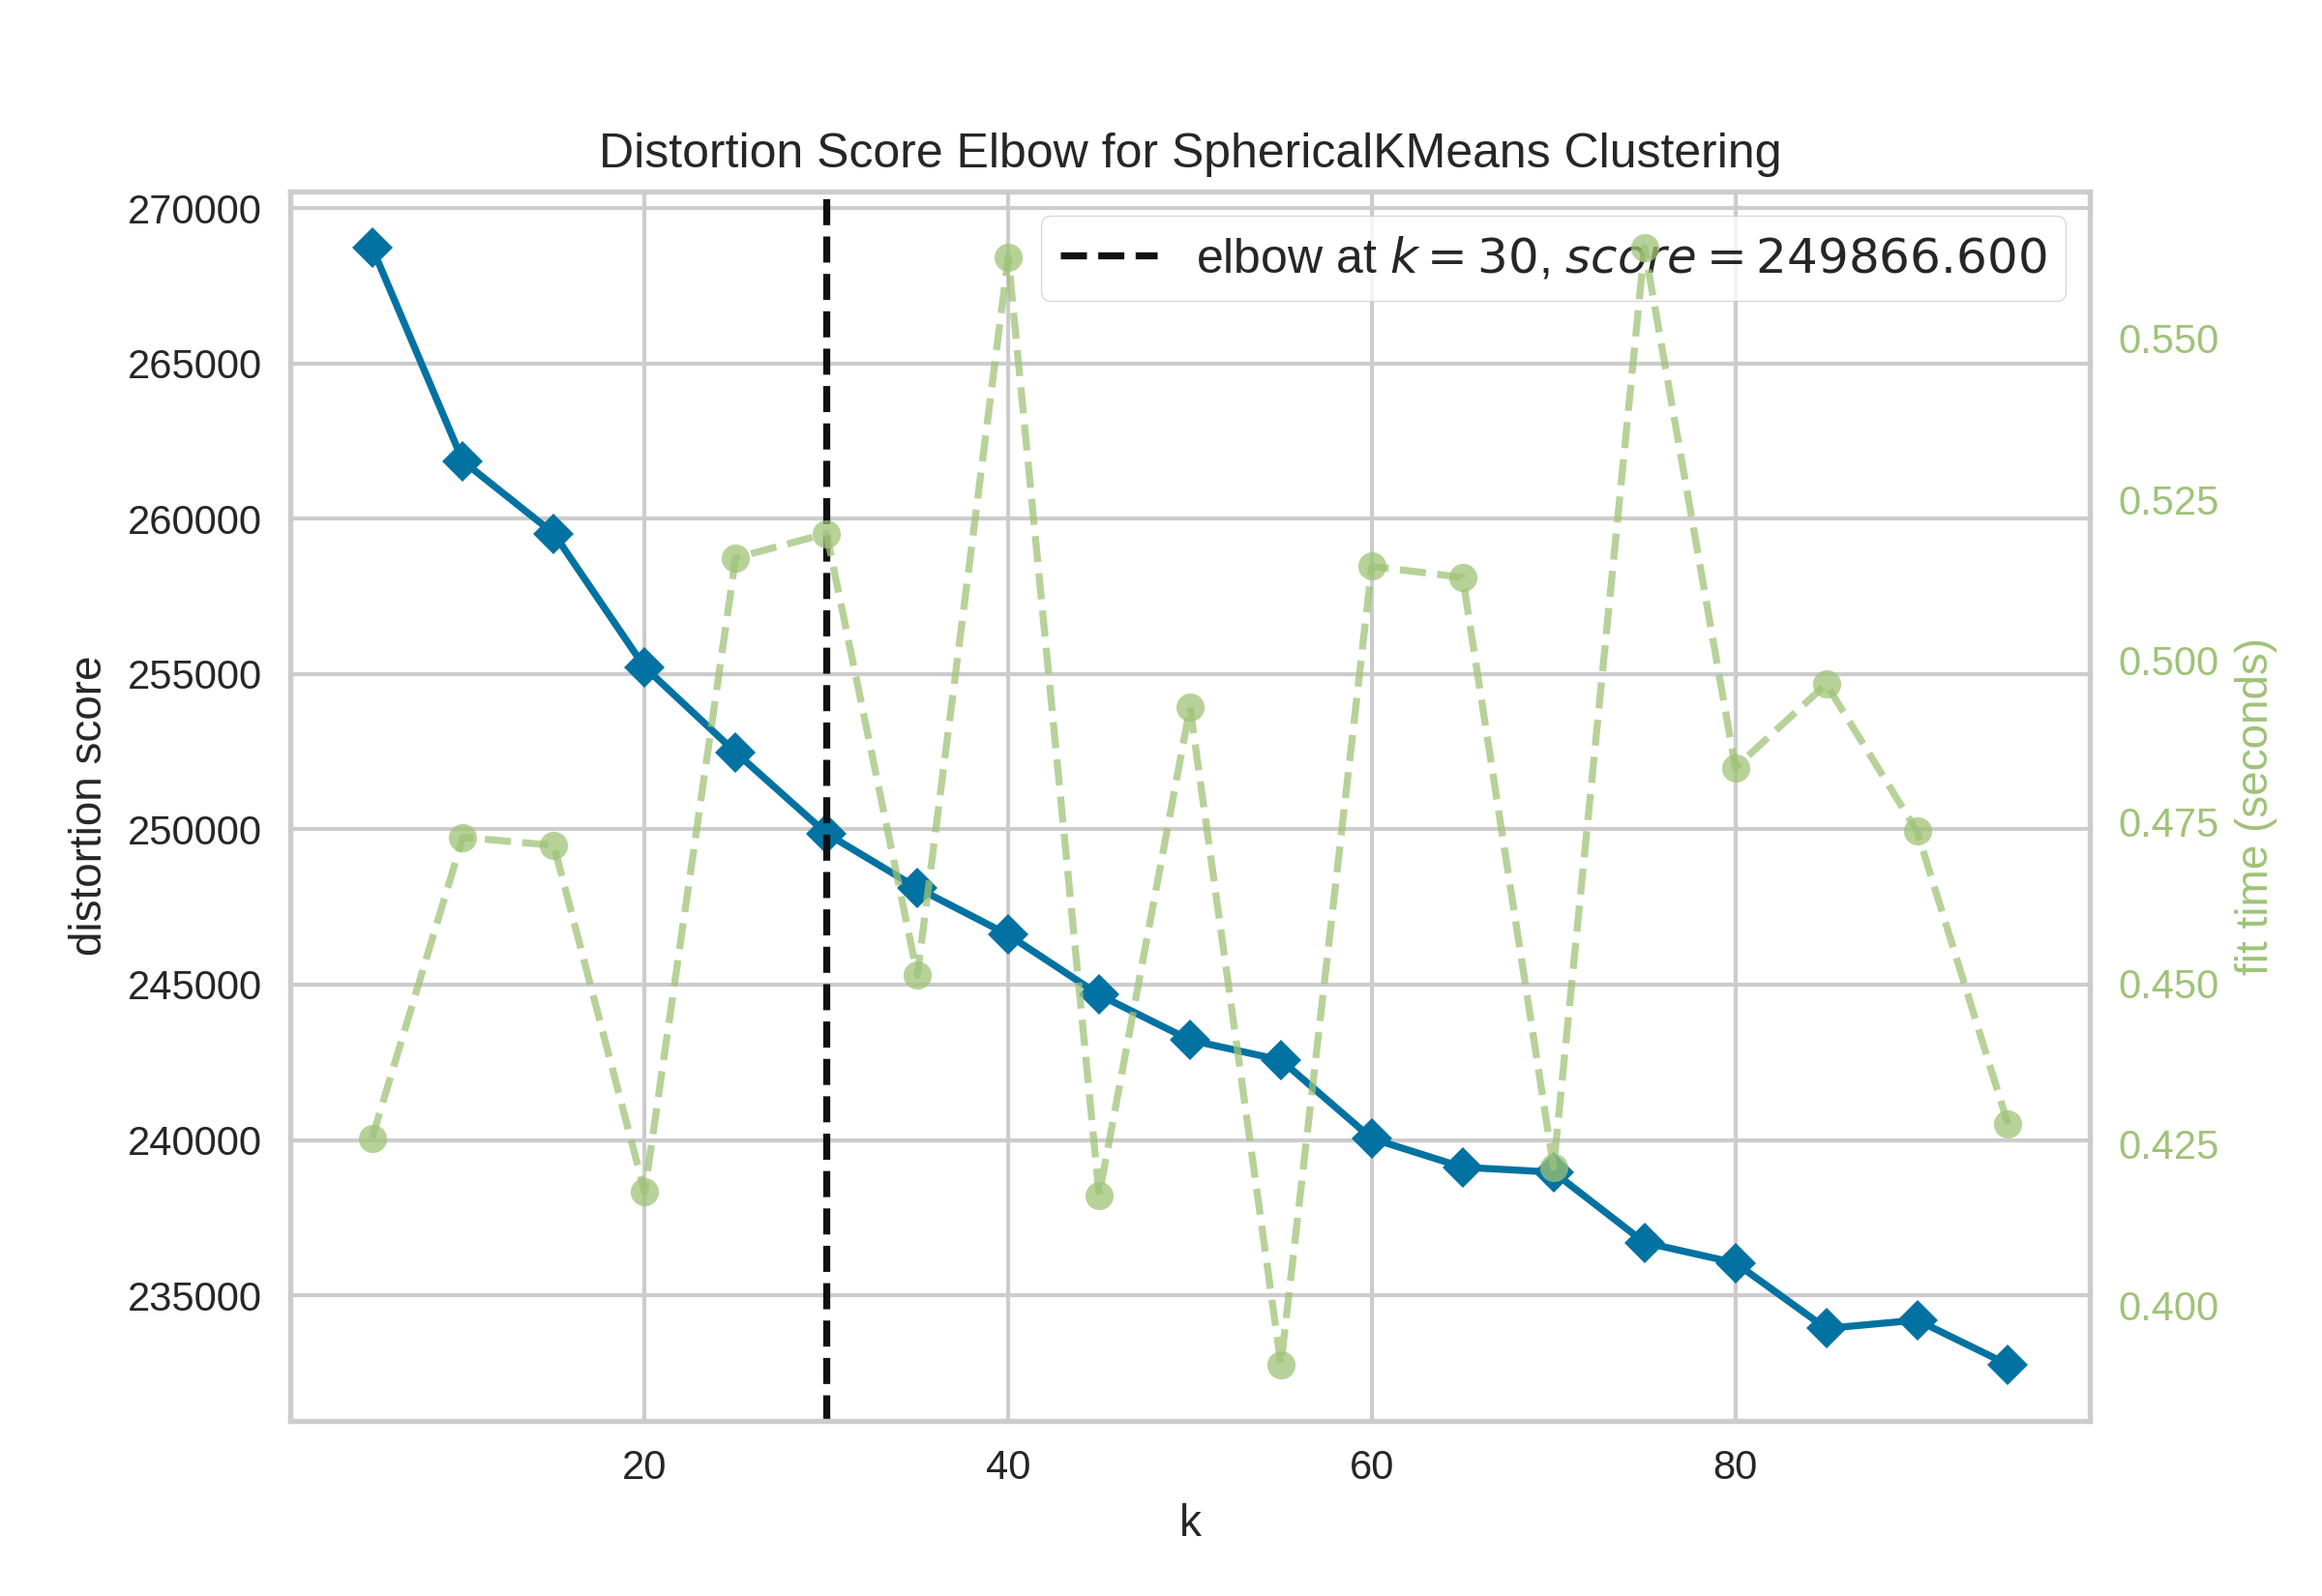 Distortion Score Elbow for SphericalKMeans Clustering
elbow at k = 30, score = 249866.600
distortion score
270000
265000
260000
255000
250000
245000
240000
235000
0.550
0.525
0.500
0.475
0.450
0.425
0.400
fit time (seconds)
20 40 60 80
k